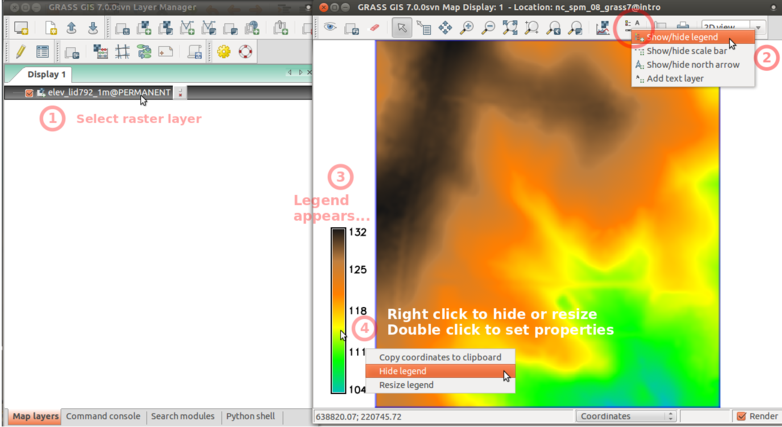 GRASS GIS 7.0.0svn Layer Manager
GRASS GIS 7.0.0svn Map Display: 1 - Location: nc_spm_08_grass7@intro
2D view
A
Show/hide legend
Show/hide scale bar
Show/hide north arrow
Add text layer
2
Display 1
elev_lid792_1m@PERMANENT
1 Select raster layer
3
Legend
appears...
132
125
118
111
104
Right click to hide or resize
Double click to set properties
4
Copy coordinates to clipboard
Hide legend
Resize legend
Map layers Command console Search modules Python shell
638820.07; 220745.72
Coordinates
Render